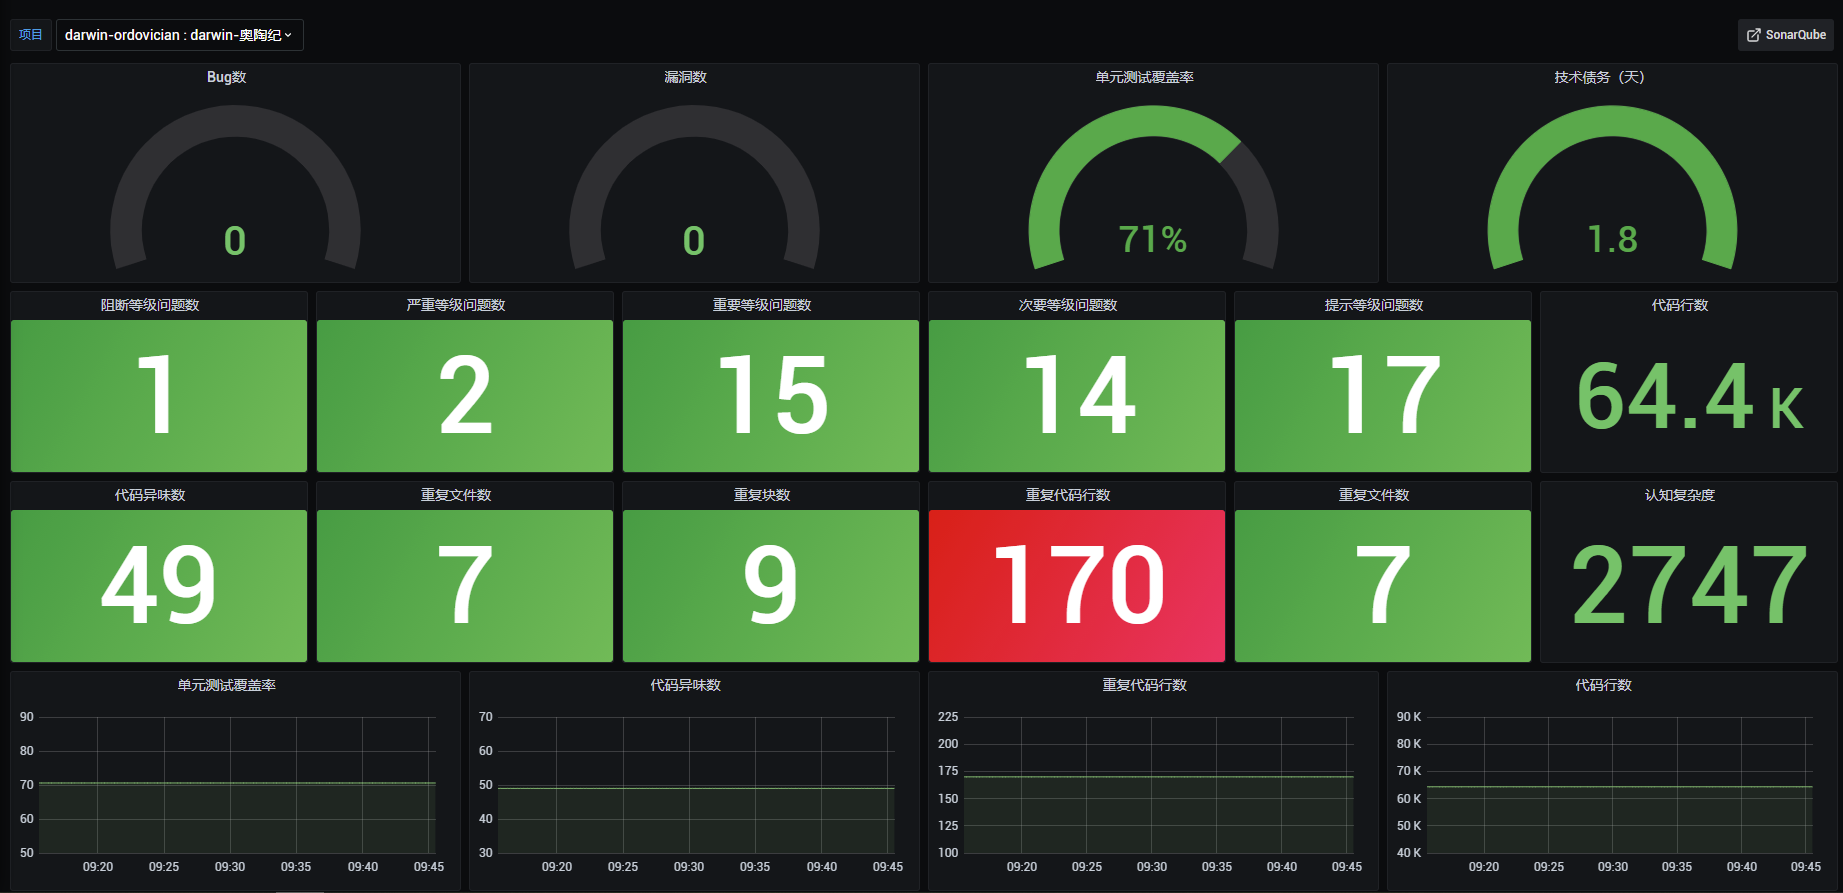 项目 darwin-ordovician : darwin-奥陶纪 SonarQube
Bug数 漏洞数 单元测试覆盖率 技术债务（天）
0 0 71% 1.8
阻断等级问题数 严重等级问题数 重要等级问题数 次要等级问题数 提示等级问题数 代码行数
1 2 15 14 17 64.4 K
代码异味数 重复文件数 重复块数 重复代码行数 重复文件数 认知复杂度
49 7 9 170 7 2747
单元测试覆盖率
90
80
70
60
50
09:20 09:25 09:30 09:35 09:40 09:45
代码异味数
70
60
50
40
30
09:20 09:25 09:30 09:35 09:40 09:45
重复代码行数
225
200
175
150
125
100
09:20 09:25 09:30 09:35 09:40 09:45
代码行数
90 K
80 K
70 K
60 K
50 K
40 K
09:20 09:25 09:30 09:35 09:40 09:45